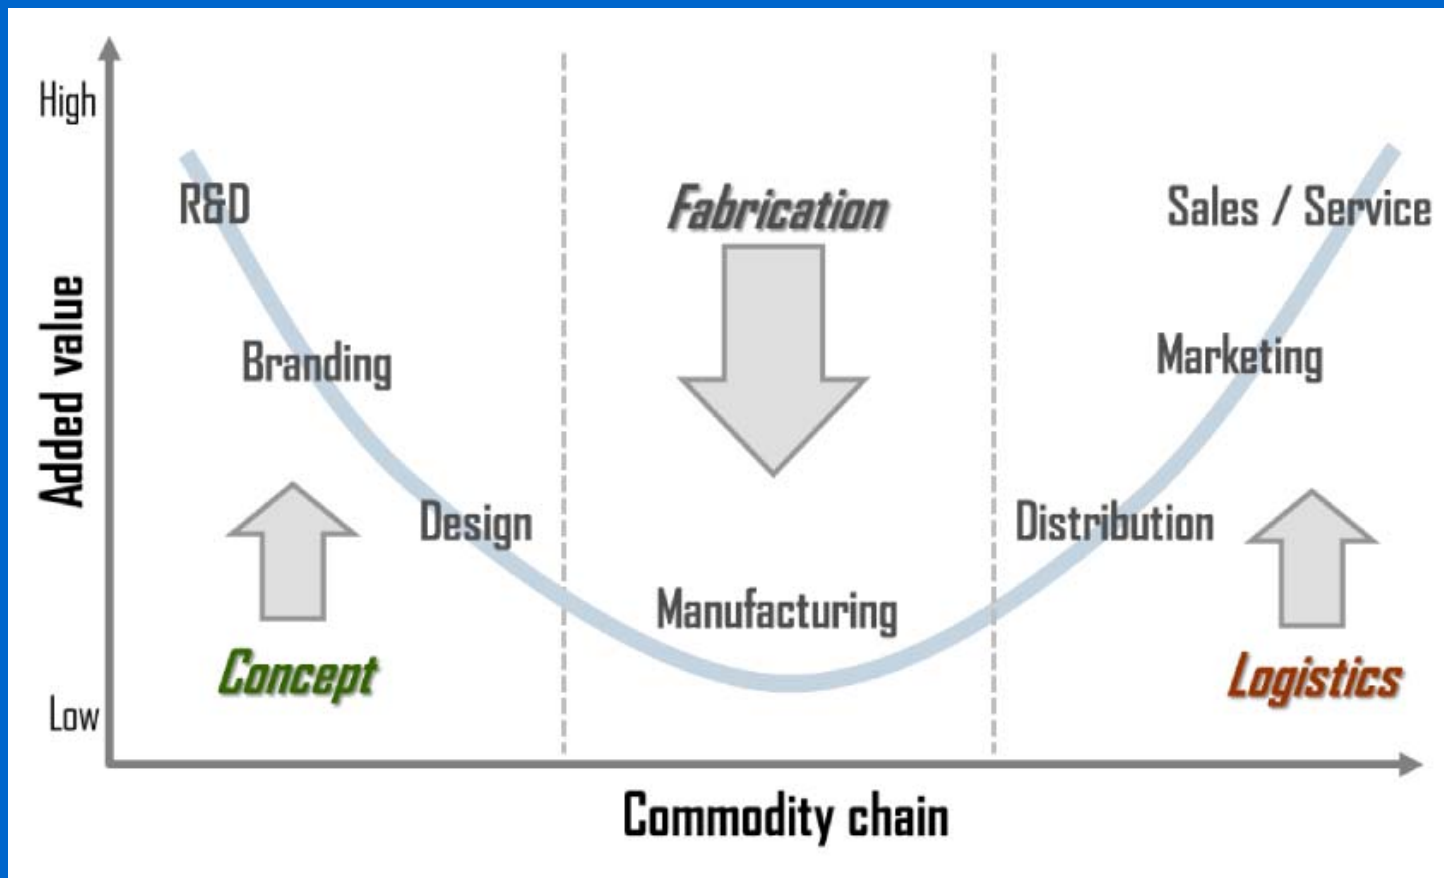 High
R&D
Fabrication
Sales / Service
Branding
Marketing
Added value
Design
Distribution
Manufacturing
Concept
Logistics
Low
Commodity chain